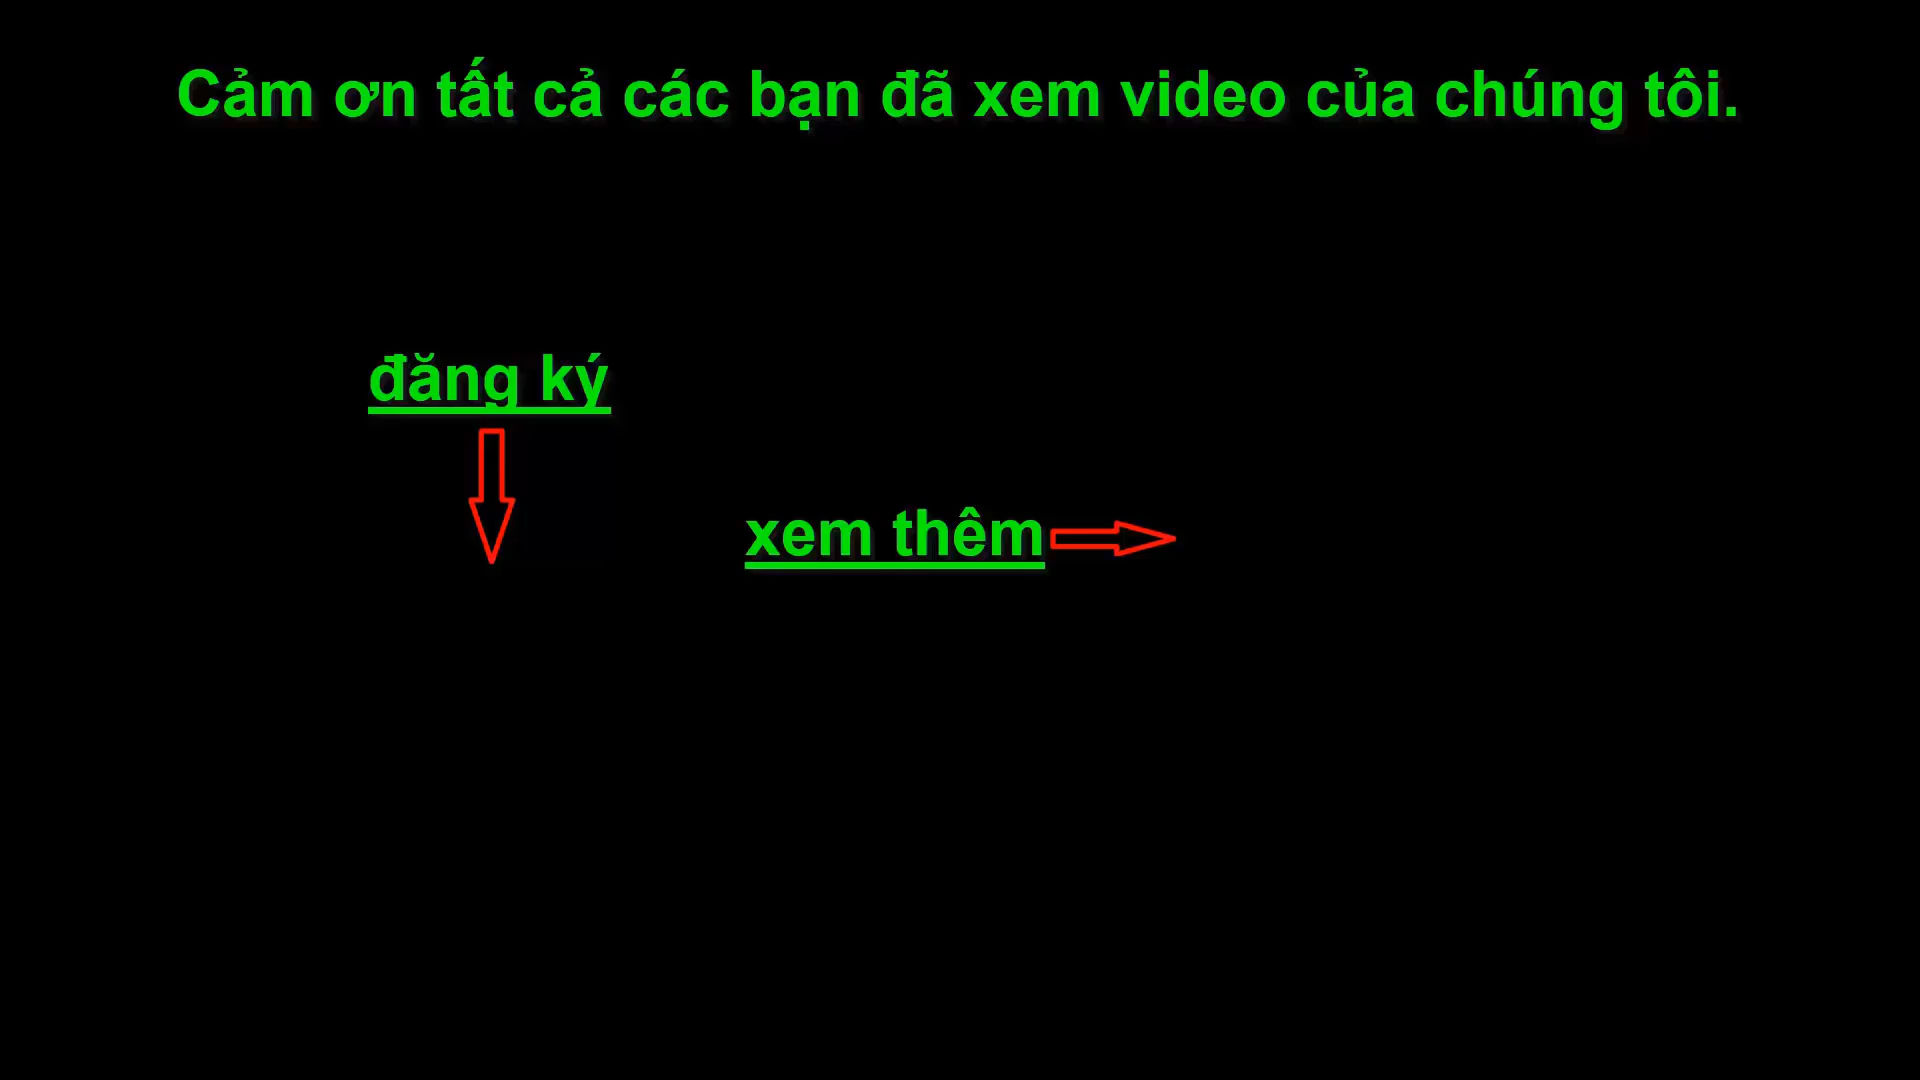 Cảm ơn tất cả các bạn đã xem video của chúng tôi.
đăng ký
xem thêm